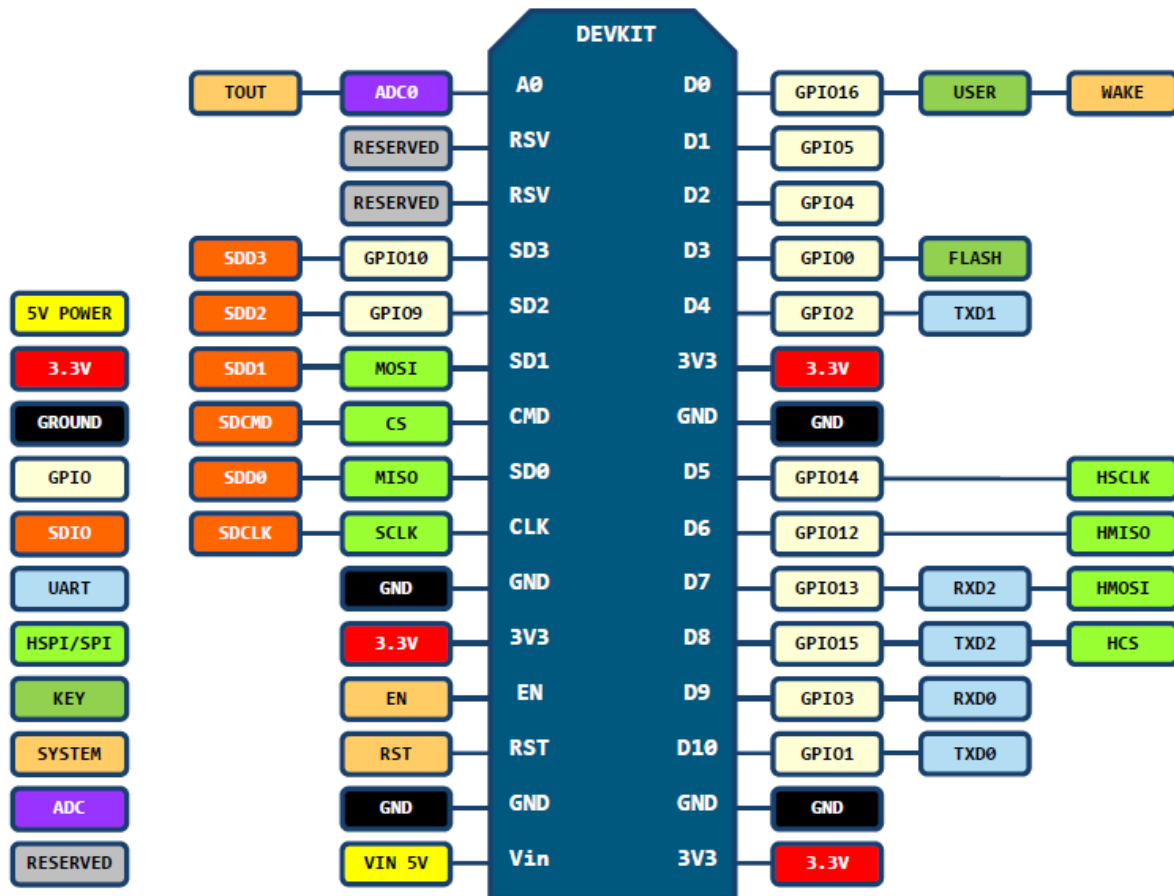 DEVKIT
TOUT ADC0 A0 D0 GPIO16 USER WAKE
RESERVED RSV D1 GPIO5
RESERVED RSV D2 GPIO4
SDD3 GPIO10 SD3 D3 GPIO0 FLASH
5V POWER SDD2 GPIO9 SD2 D4 GPIO2 TXD1
3.3V SDD1 MOSI SD1 3V3 3.3V
GROUND SDCMD CS CMD GND GND
GPIO SDD0 MISO SD0 D5 GPIO14 HSCLK
SDIO SDCLK SCLK CLK D6 GPIO12 HMISO
UART GND GND D7 GPIO13 RXD2 HMOSI
HSPI/SPI 3.3V 3V3 D8 GPIO15 TXD2 HCS
KEY EN EN D9 GPIO3 RXD0
SYSTEM RST RST D10 GPIO1 TXD0
ADC GND GND GND GND
RESERVED VIN 5V Vin 3V3 3.3V